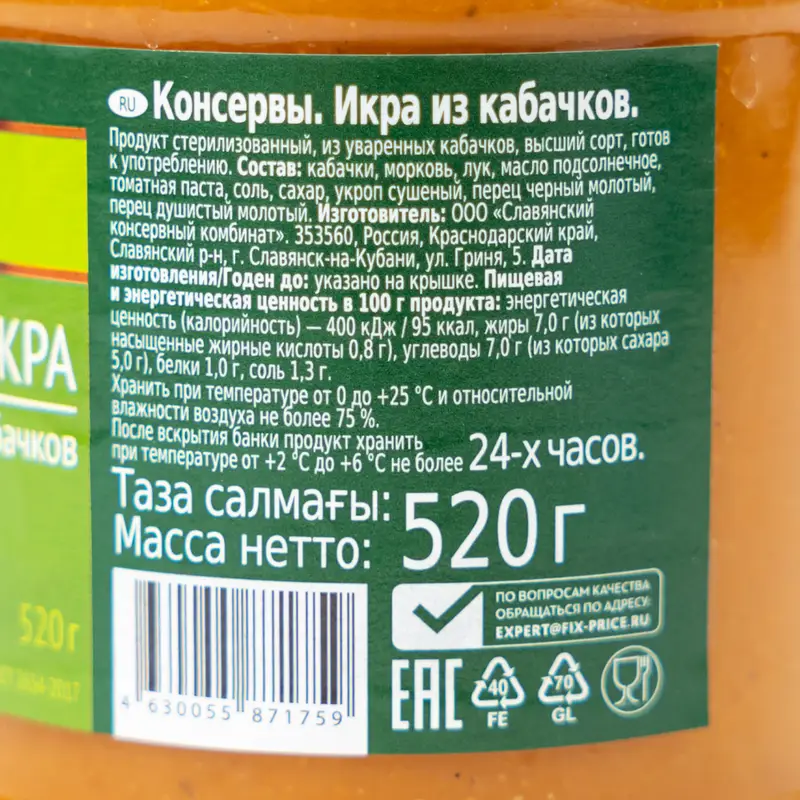 RU Консервы. Икра из кабачков.
Продукт стерилизованный, из уваренных кабачков, высший сорт, готов
к употреблению. Состав: кабачки, морковь, лук, масло подсолнечное,
томатная паста, соль, сахар, укроп сушеный, перец черный молотый,
перец душистый молотый. Изготовитель: ООО «Славянский
консервный комбинат». 353560, Россия, Краснодарский край,
Славянский р-н, г. Славянск-на-Кубани, ул. Гриня, 5. Дата
изготовления/Годен до: указано на крышке. Пищевая
и энергетическая ценность в 100 г продукта: энергетическая
ценность (калорийность) — 400 кДж / 95 ккал, жиры 7,0 г (из которых
насыщенные жирные кислоты 0,8 г), углеводы 7,0 г (из которых сахара
5,0 г), белки 1,0 г, соль 1,3 г.
Хранить при температуре от 0 до +25 °C и относительной
влажности воздуха не более 75 %.
После вскрытия банки продукт хранить
при температуре от +2 °C до +6 °C не более 24-х часов.
Таза салмағы:
Масса нетто: 520 г
ПО ВОПРОСАМ КАЧЕСТВА
ОБРАЩАТЬСЯ ПО АДРЕСУ:
EXPERT@FIX-PRICE.RU
4 630055 871759
EAC
40
FE
70
GL
КРА
бачков
520 г